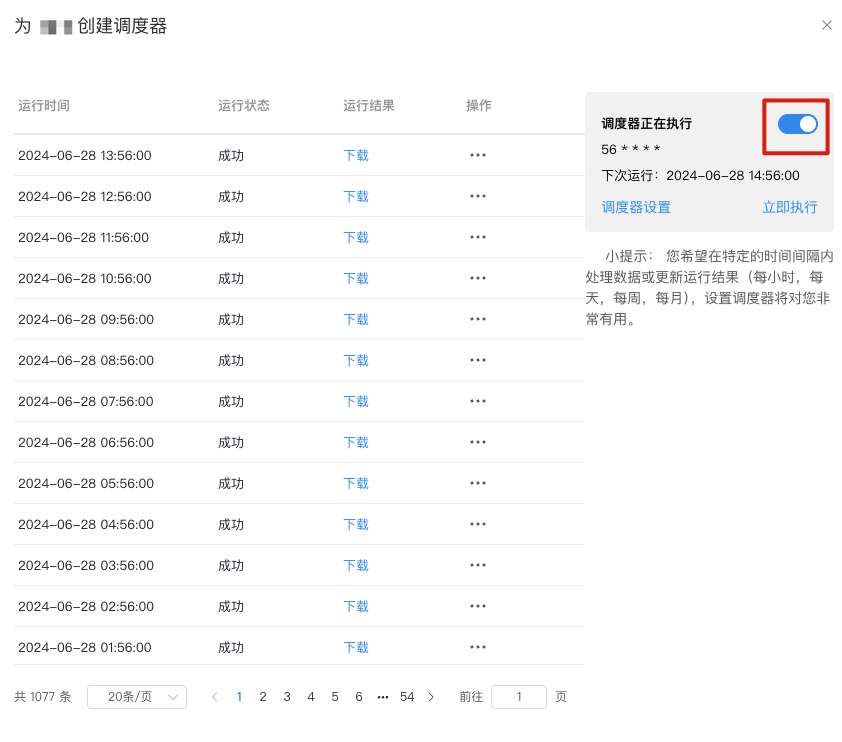 为 创建调度器
运行时间 运行状态 运行结果 操作
2024-06-28 13:56:00 成功 下载
2024-06-28 12:56:00 成功 下载
2024-06-28 11:56:00 成功 下载
2024-06-28 10:56:00 成功 下载
2024-06-28 09:56:00 成功 下载
2024-06-28 08:56:00 成功 下载
2024-06-28 07:56:00 成功 下载
2024-06-28 06:56:00 成功 下载
2024-06-28 05:56:00 成功 下载
2024-06-28 04:56:00 成功 下载
2024-06-28 03:56:00 成功 下载
2024-06-28 02:56:00 成功 下载
2024-06-28 01:56:00 成功 下载
共 1077 条 20条/页 1 2 3 4 5 6 ••• 54 前往 1 页
调度器正在执行
56 * * * *
下次运行：2024-06-28 14:56:00
调度器设置 立即执行
小提示： 您希望在特定的时间间隔内
处理数据或更新运行结果（每小时，每
天，每周，每月），设置调度器将对您非
常有用。